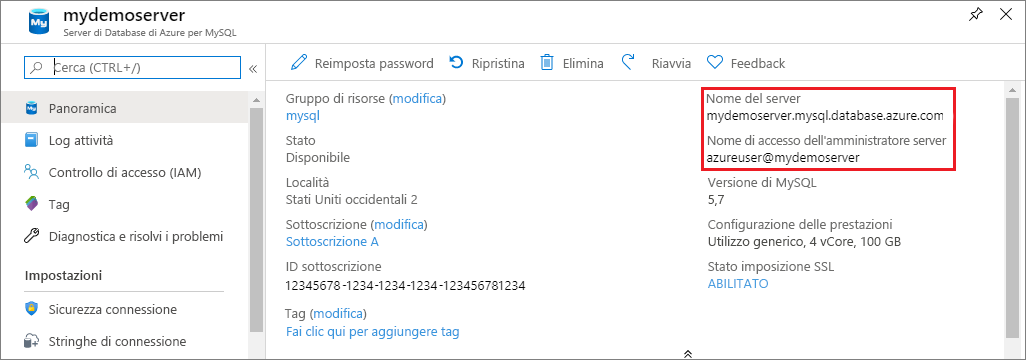 mydemoserver
Server di Database di Azure per MySQL
Cerca (CTRL+/)
«
Panoramica
Log attività
Controllo di accesso (IAM)
Tag
Diagnostica e risolvi i problemi
Impostazioni
Sicurezza connessione
Stringhe di connessione
Reimposta password
Ripristina
Elimina
Riavvia
Feedback
Gruppo di risorse (modifica)
mysql
Stato
Disponibile
Località
Stati Uniti occidentali 2
Sottoscrizione (modifica)
Sottoscrizione A
ID sottoscrizione
12345678-1234-1234-1234-123456781234
Tag (modifica)
Fai clic qui per aggiungere tag
Nome del server
mydemoserver.mysql.database.azure.com
Nome di accesso dell'amministratore server
azureuser@mydemoserver
Versione di MySQL
5,7
Configurazione delle prestazioni
Utilizzo generico, 4 vCore, 100 GB
Stato imposizione SSL
ABILITATO